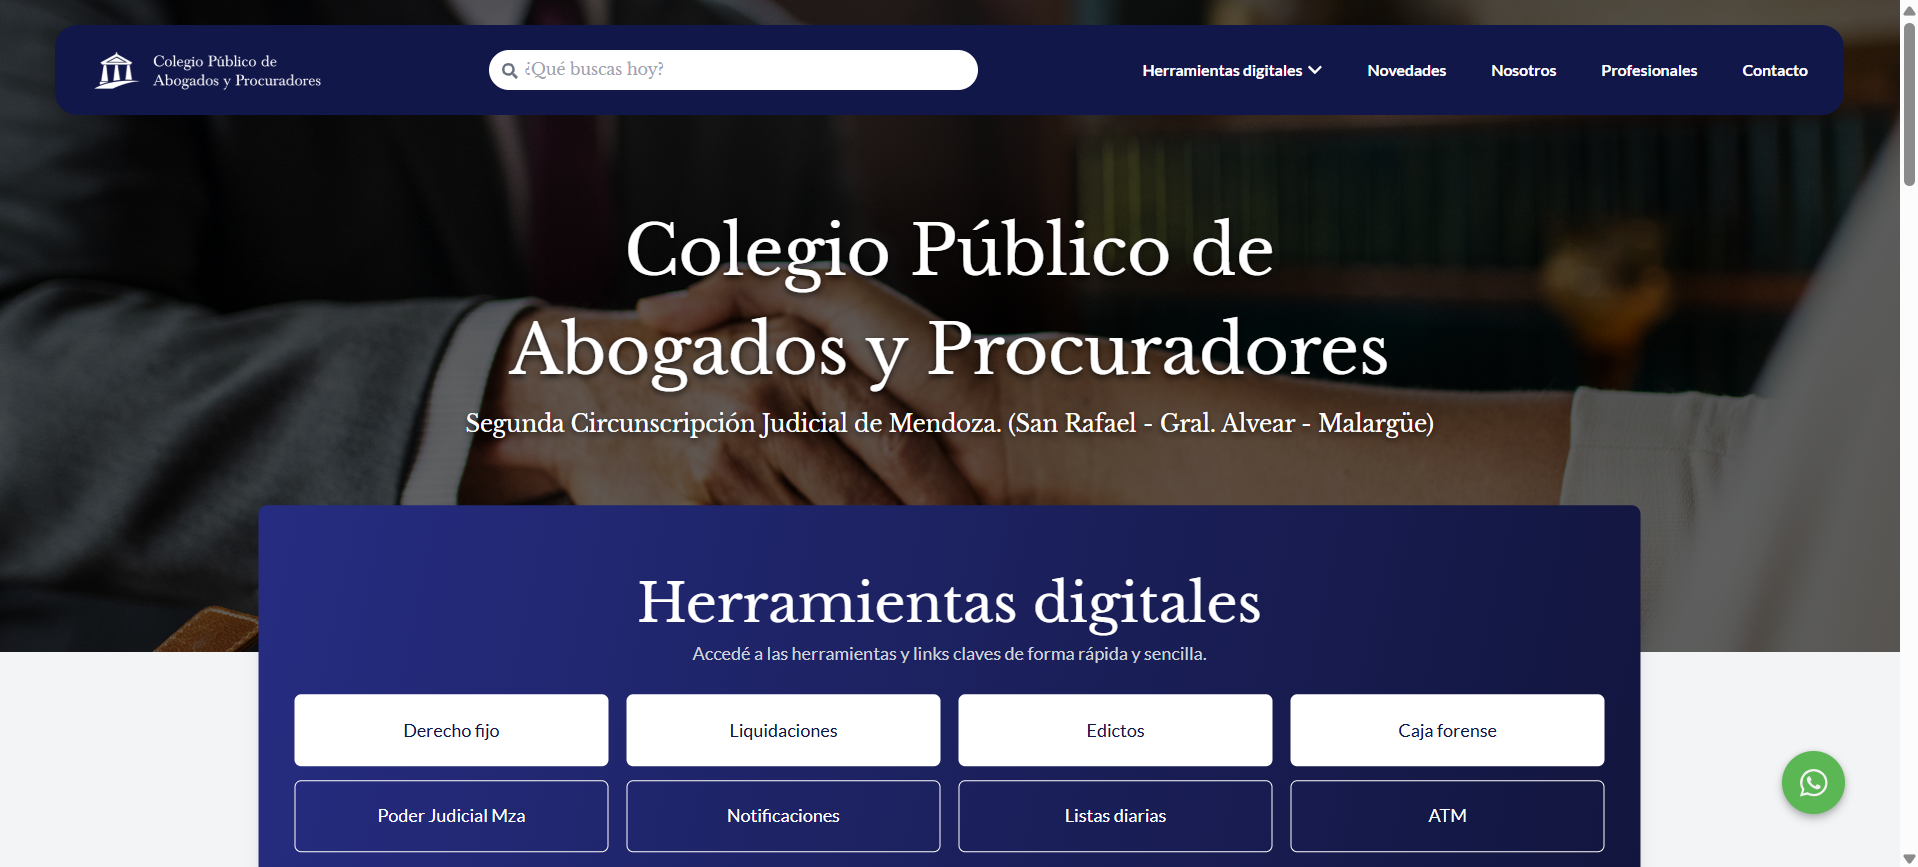 Colegio Público de
Abogados y Procuradores
¿Qué buscas hoy?
Herramientas digitales
Novedades
Nosotros
Profesionales
Contacto
Colegio Público de
Abogados y Procuradores
Segunda Circunscripción Judicial de Mendoza. (San Rafael - Gral. Alvear - Malargüe)
Herramientas digitales
Accedé a las herramientas y links claves de forma rápida y sencilla.
Derecho fijo
Liquidaciones
Edictos
Caja forense
Poder Judicial Mza
Notificaciones
Listas diarias
ATM